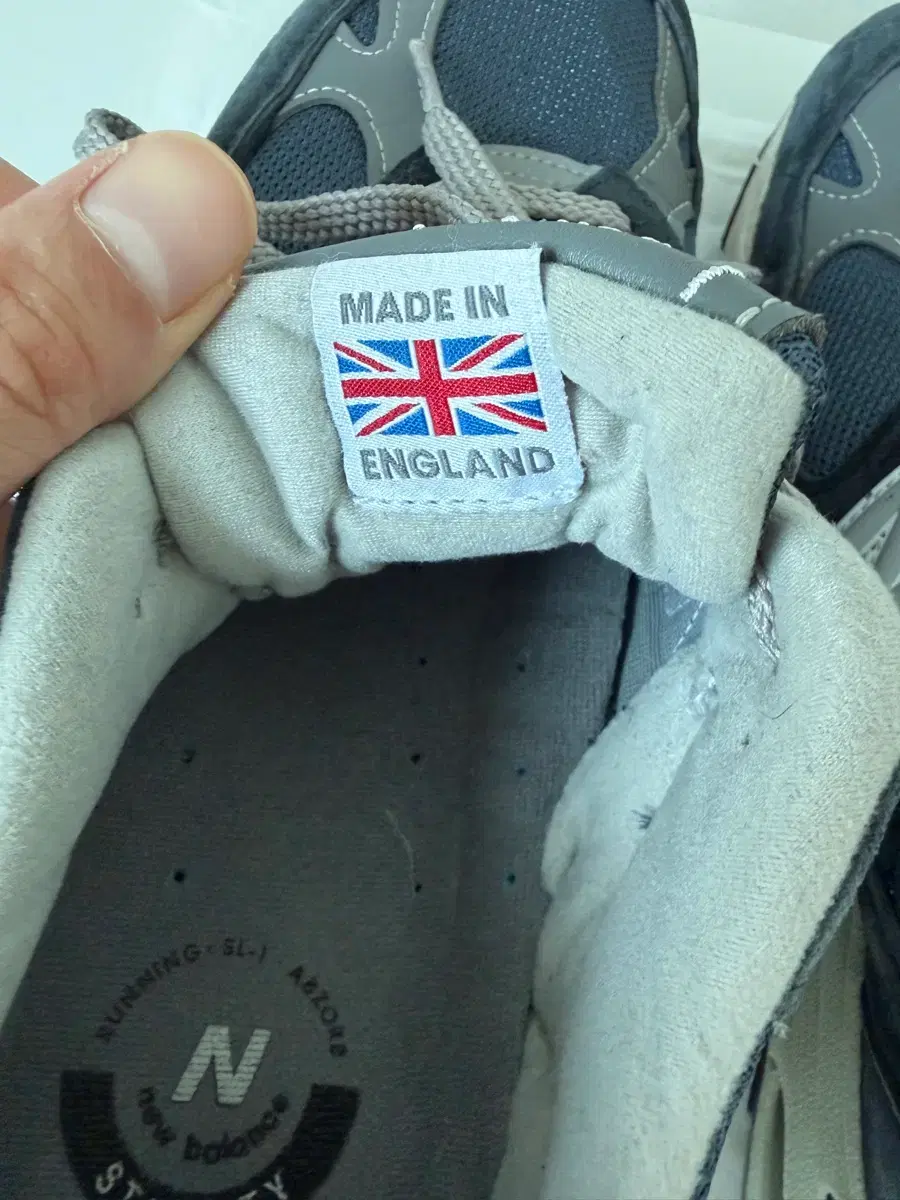 MADE IN
ENGLAND
RUNNING · SL-1 · ABZORB
N
new balance